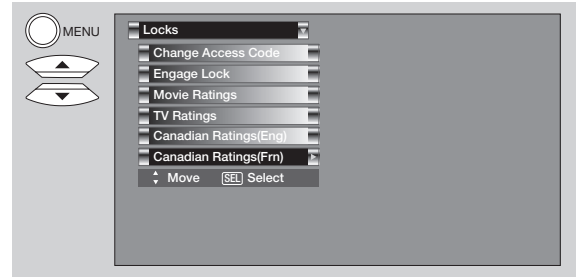 MENU
Locks
Change Access Code
Engage Lock
Movie Ratings
TV Ratings
Canadian Ratings(Eng)
Canadian Ratings(Frn)
Move SEL Select